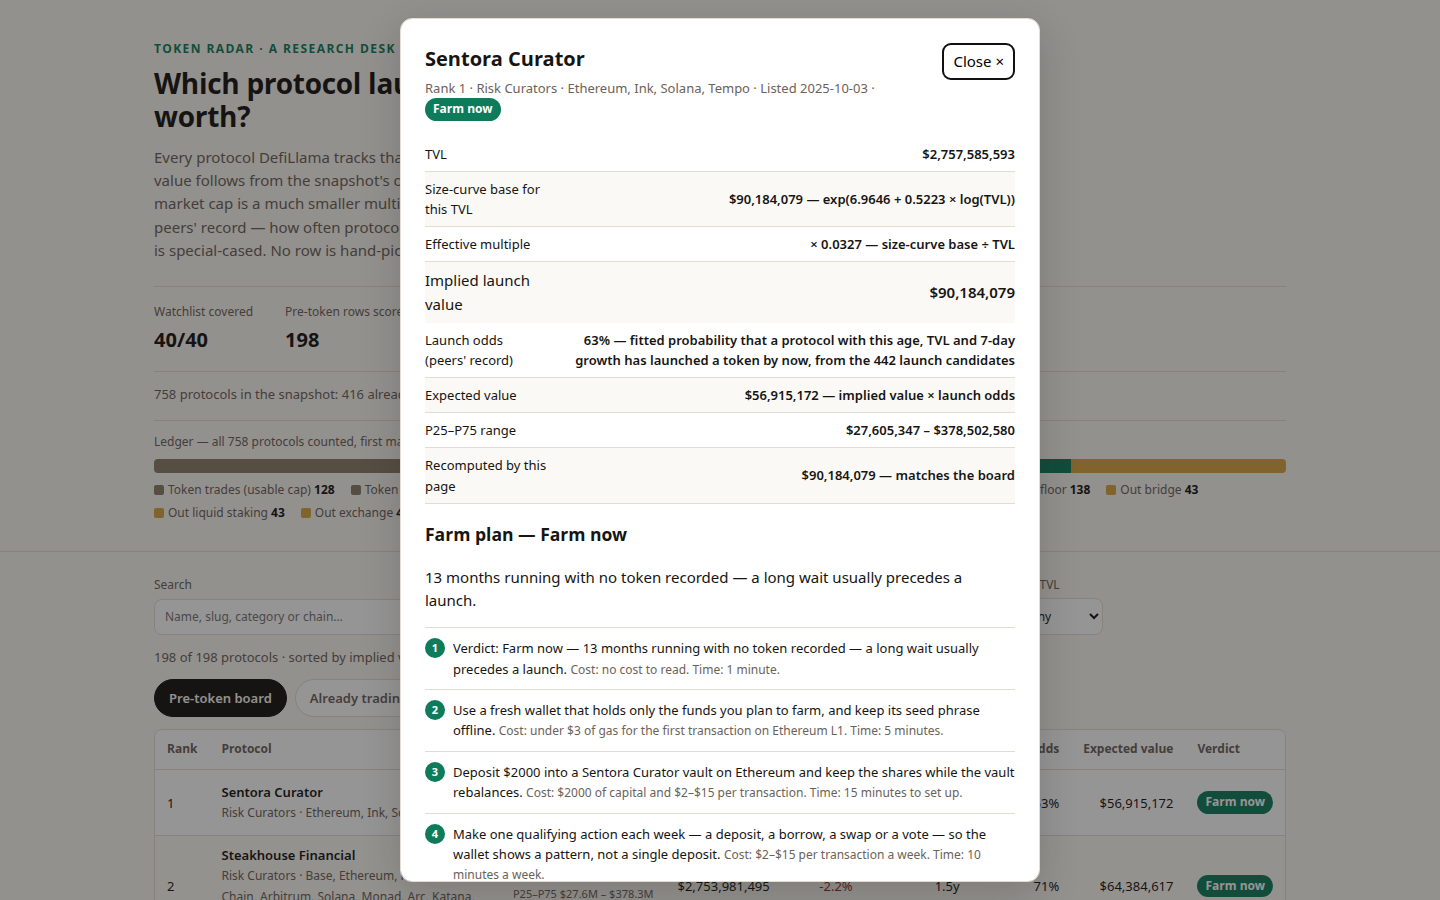 TOKEN RADAR · A RESEARCH DESK
Which protocol lau
worth?
Every protocol DefiLlama tracks tha
value follows from the snapshot's o
market cap is a much smaller multi
peers' record — how often protoco
is special-cased. No row is hand-pic
Watchlist covered
Pre-token rows score
40/40
198
758 protocols in the snapshot: 416 alrea
Ledger — all 758 protocols counted, first ma
Token trades (usable cap) 128
Token
floor 138
Out bridge 43
Out liquid staking 43
Out exchange 4
Search
TVL
Name, slug, category or chain...
ny
198 of 198 protocols · sorted by implied v
Pre-token board
Already tradin
Rank
Protocol
dds
Expected value
Verdict
1
Sentora Curator
Risk Curators · Ethereum, Ink, So
3%
$56,915,172
Farm now
2
Steakhouse Financial
Risk Curators · Base, Ethereum,
Chain, Arbitrum, Solana, Monad, Arc, Katana,
P25–P75 $27.6M – $378.3M
$2,753,981,495
-2.2%
1.5y
71%
$64,384,617
Farm now
Sentora Curator
Close ×
Rank 1 · Risk Curators · Ethereum, Ink, Solana, Tempo · Listed 2025-10-03 ·
Farm now
TVL
$2,757,585,593
Size-curve base for
this TVL
$90,184,079 — exp(6.9646 + 0.5223 × log(TVL))
Effective multiple
× 0.0327 — size-curve base ÷ TVL
Implied launch
value
$90,184,079
Launch odds
(peers' record)
63% — fitted probability that a protocol with this age, TVL and 7-day
growth has launched a token by now, from the 442 launch candidates
Expected value
$56,915,172 — implied value × launch odds
P25–P75 range
$27,605,347 – $378,502,580
Recomputed by this
page
$90,184,079 — matches the board
Farm plan — Farm now
13 months running with no token recorded — a long wait usually precedes a
launch.
1
Verdict: Farm now — 13 months running with no token recorded — a long wait usually
precedes a launch. Cost: no cost to read. Time: 1 minute.
2
Use a fresh wallet that holds only the funds you plan to farm, and keep its seed phrase
offline. Cost: under $3 of gas for the first transaction on Ethereum L1. Time: 5 minutes.
3
Deposit $2000 into a Sentora Curator vault on Ethereum and keep the shares while the vault
rebalances. Cost: $2000 of capital and $2–$15 per transaction. Time: 15 minutes to set up.
4
Make one qualifying action each week — a deposit, a borrow, a swap or a vote — so the
wallet shows a pattern, not a single deposit. Cost: $2–$15 per transaction a week. Time: 10
minutes a week.